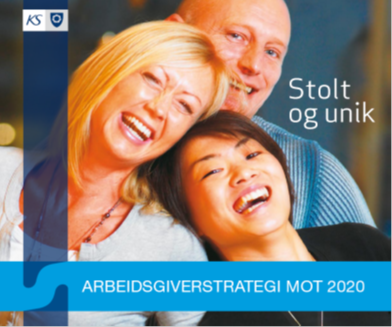 KS
Stolt
og unik
ARBEIDSGIVERSTRATEGI MOT 2020